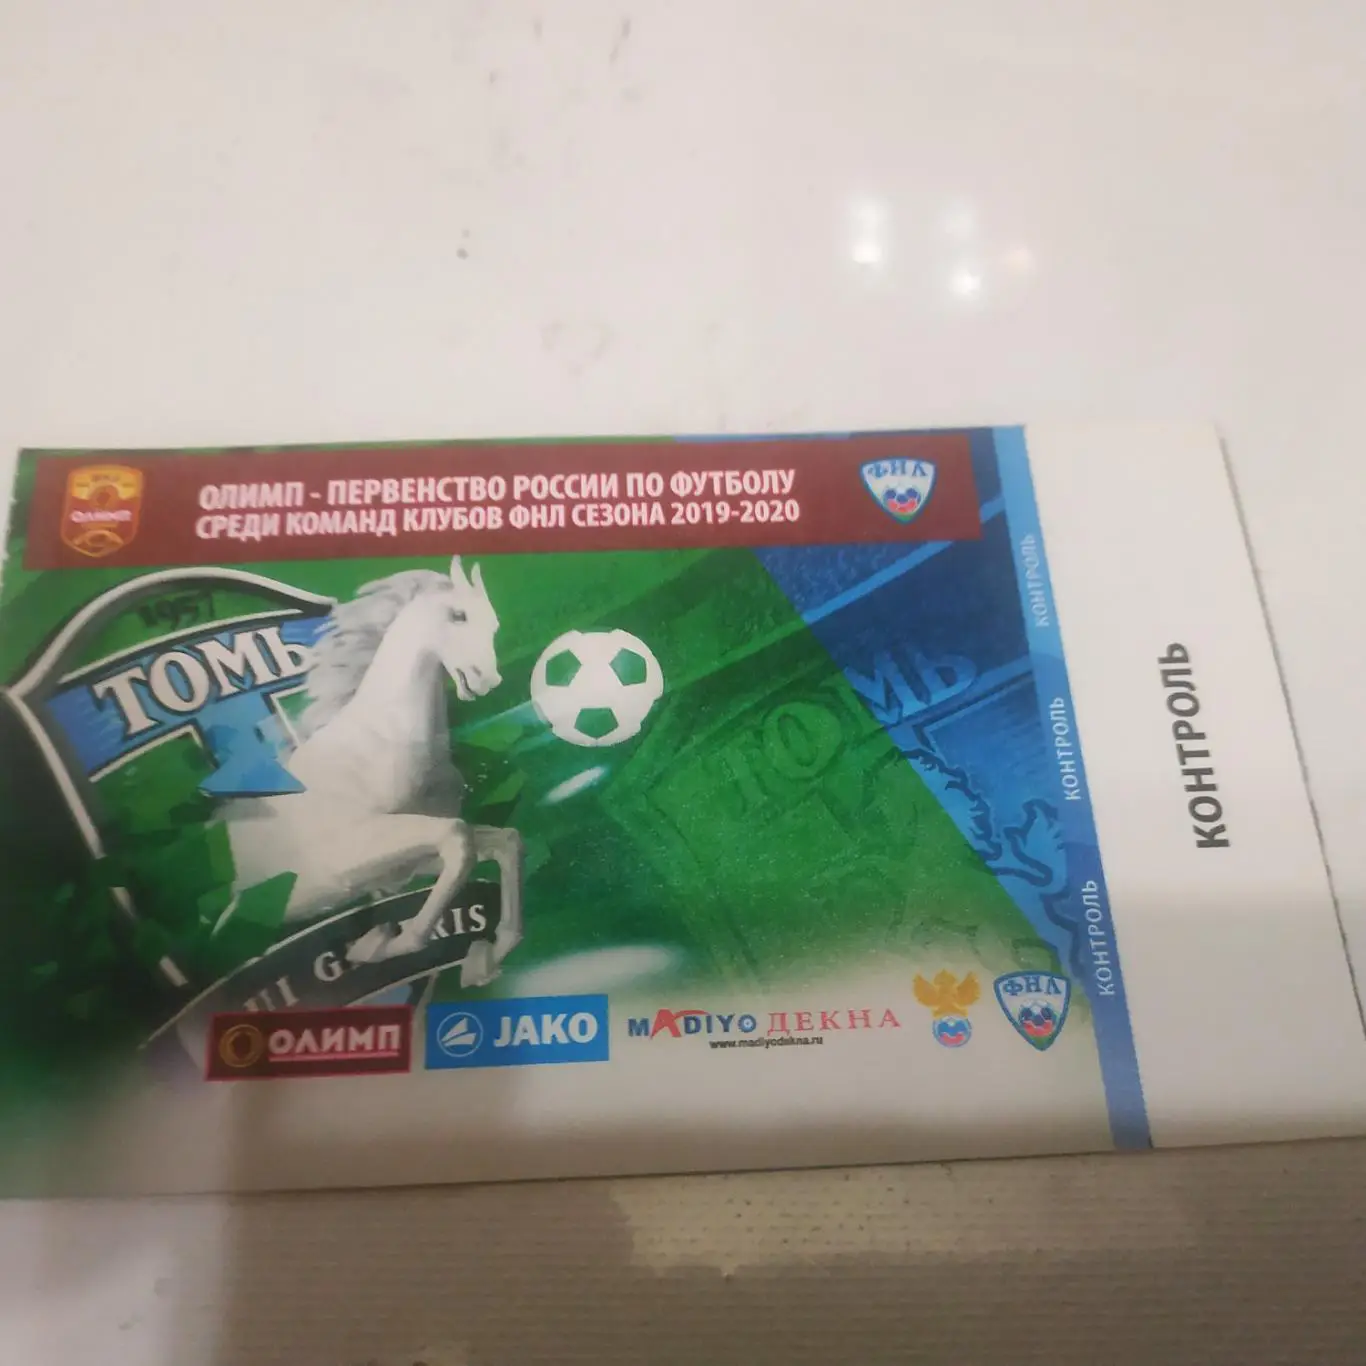 ОЛИМП - ПЕРВЕНСТВО РОССИИ ПО ФУТБОЛУ
СРЕДИ КОМАНД КЛУБОВ ФНЛ СЕЗОНА 2019-2020
ОЛИМП
ФНЛ
1957
ТОМЬ
ТОМЬ
КОНТРОЛЬ
КОНТРОЛЬ
КОНТРОЛЬ
КОНТРОЛЬ
ОЛИМП
JAKO
MADIYO ДЕКНА
www.madiyodekna.ru
ФНЛ